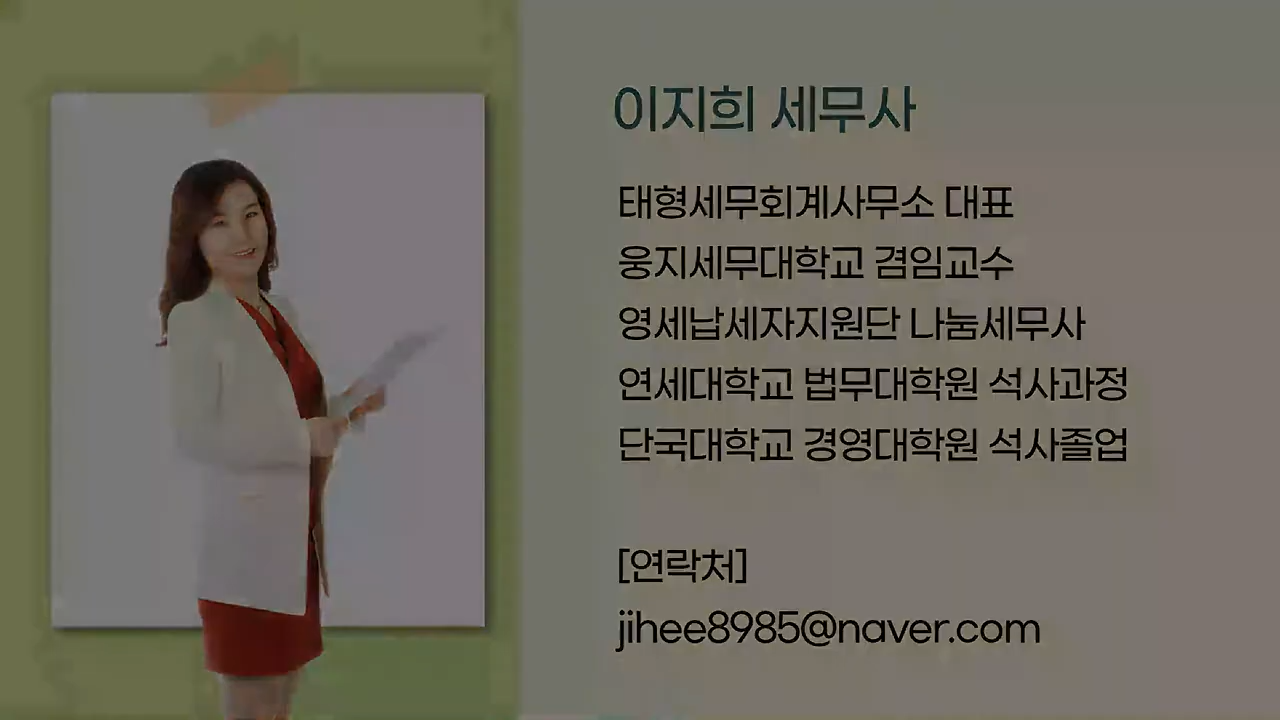 이지희 세무사
태형세무회계사무소 대표
웅지세무대학교 겸임교수
영세납세자지원단 나눔세무사
연세대학교 법무대학원 석사과정
단국대학교 경영대학원 석사졸업
[연락처]
jihee8985@naver.com